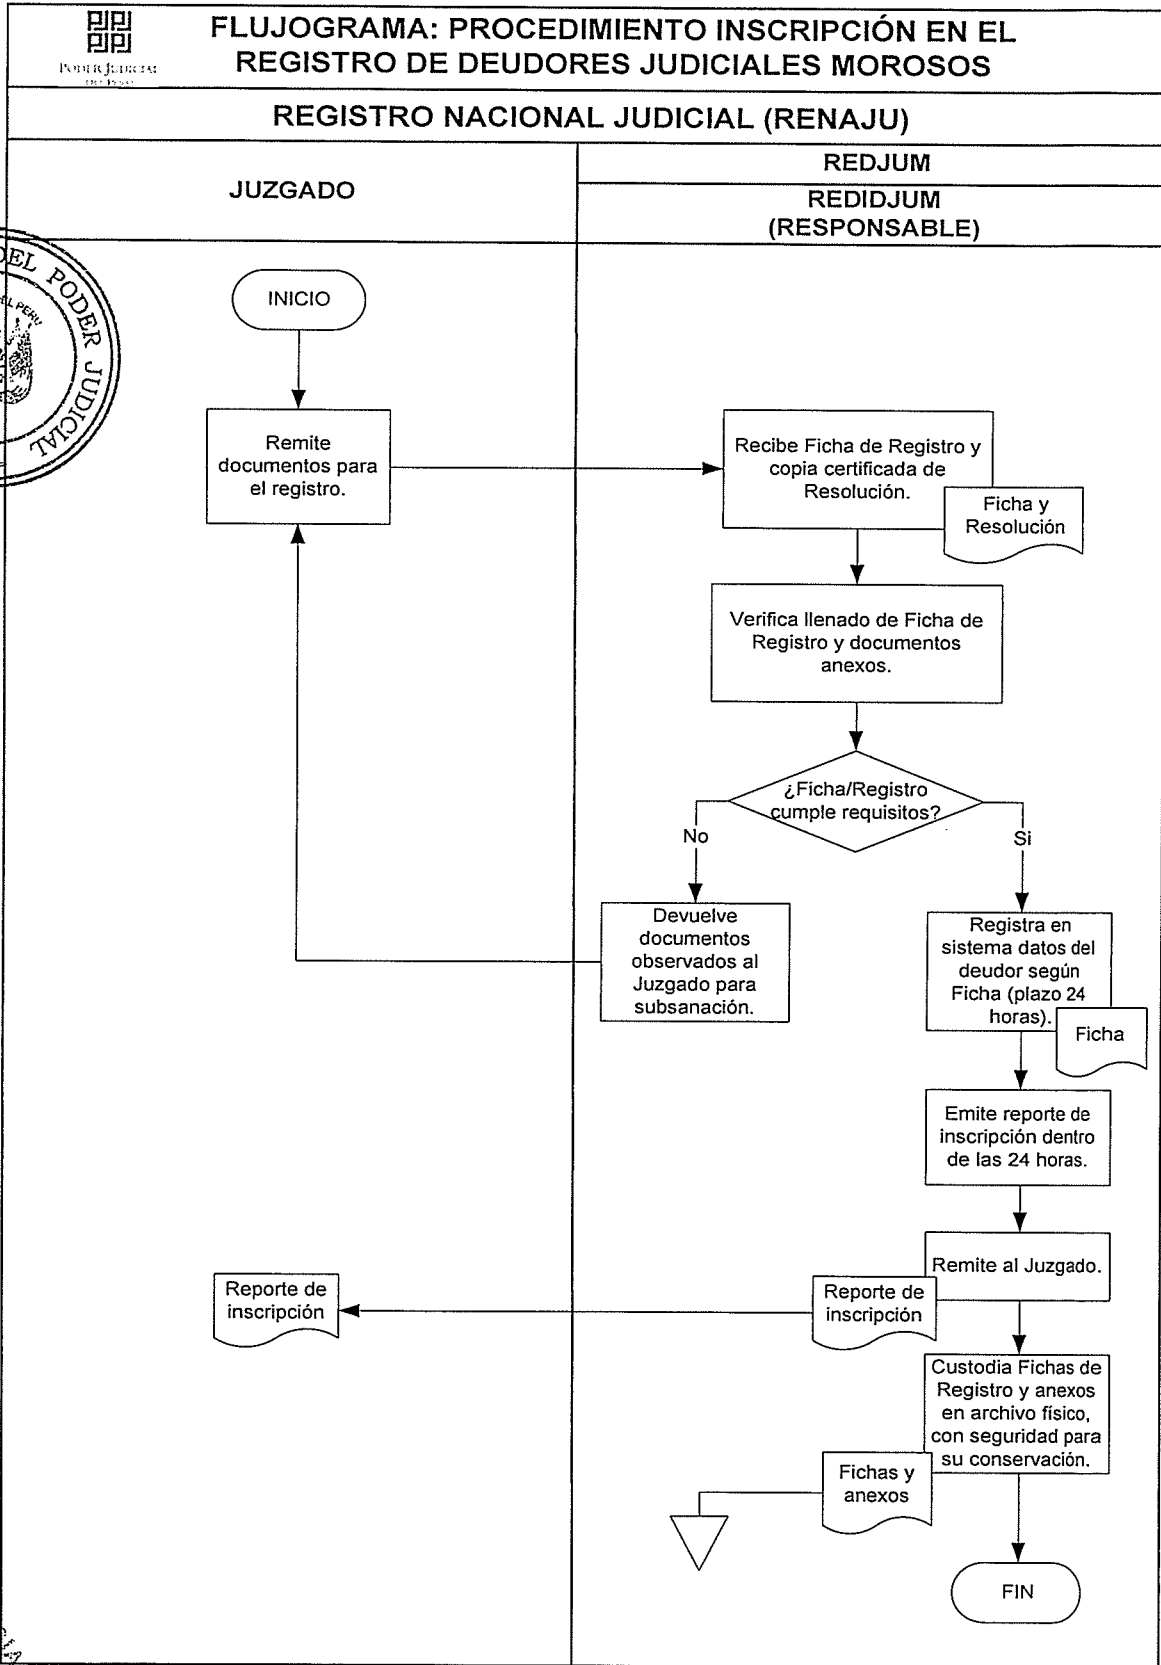 FLUJOGRAMA: PROCEDIMIENTO INSCRIPCIÓN EN EL
REGISTRO DE DEUDORES JUDICIALES MOROSOS
PODER JUDICIAL
REGISTRO NACIONAL JUDICIAL (RENAJU)
JUZGADO
REDJUM
REDIDJUM
(RESPONSABLE)
DEL PODER JUDICIAL
INICIO
Remite
documentos para
el registro.
Recibe Ficha de Registro y
copia certificada de
Resolución.
Ficha y
Resolución
Verifica llenado de Ficha de
Registro y documentos
anexos.
¿Ficha/Registro
cumple requisitos?
No
Si
Devuelve
documentos
observados al
Juzgado para
subsanación.
Registra en
sistema datos del
deudor según
Ficha (plazo 24
horas).
Ficha
Emite reporte de
inscripción dentro
de las 24 horas.
Remite al Juzgado.
Reporte de
inscripción
Reporte de
inscripción
Custodia Fichas de
Registro y anexos
en archivo físico,
con seguridad para
su conservación.
Fichas y
anexos
FIN